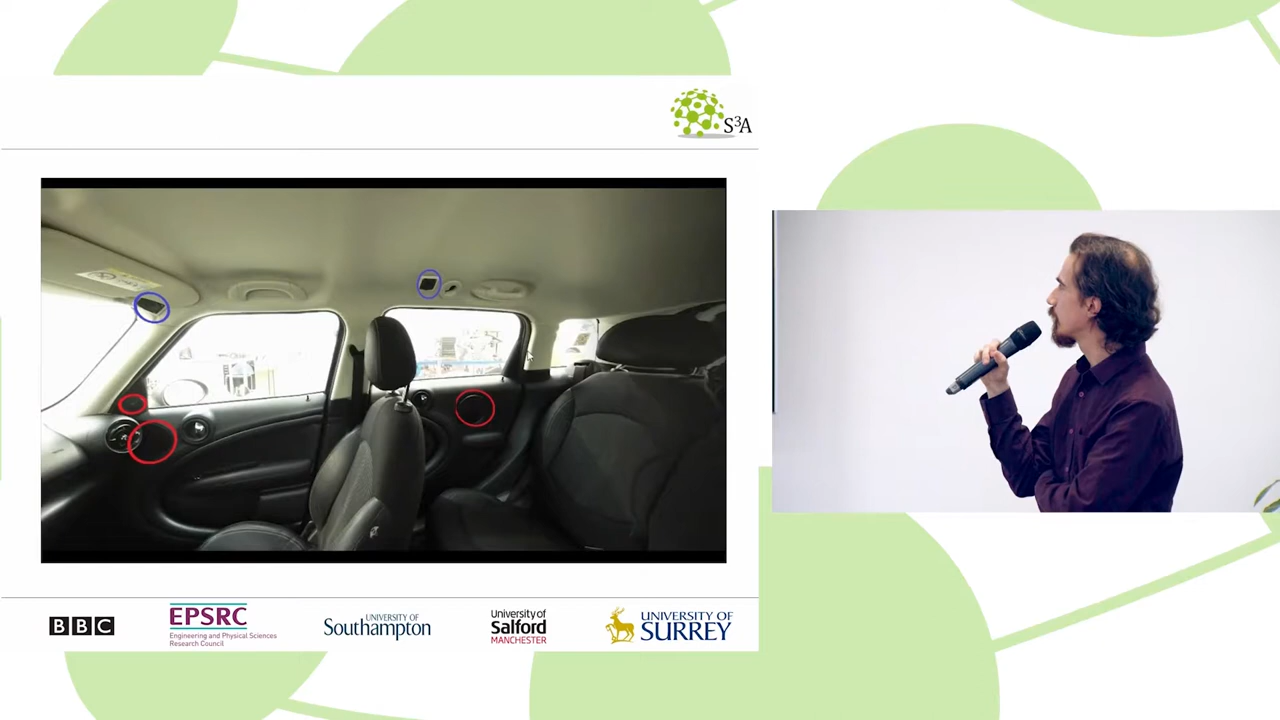 S³A
BBC
EPSRC
Engineering and Physical Sciences
Research Council
UNIVERSITY OF
Southampton
University of
Salford
MANCHESTER
UNIVERSITY OF
SURREY